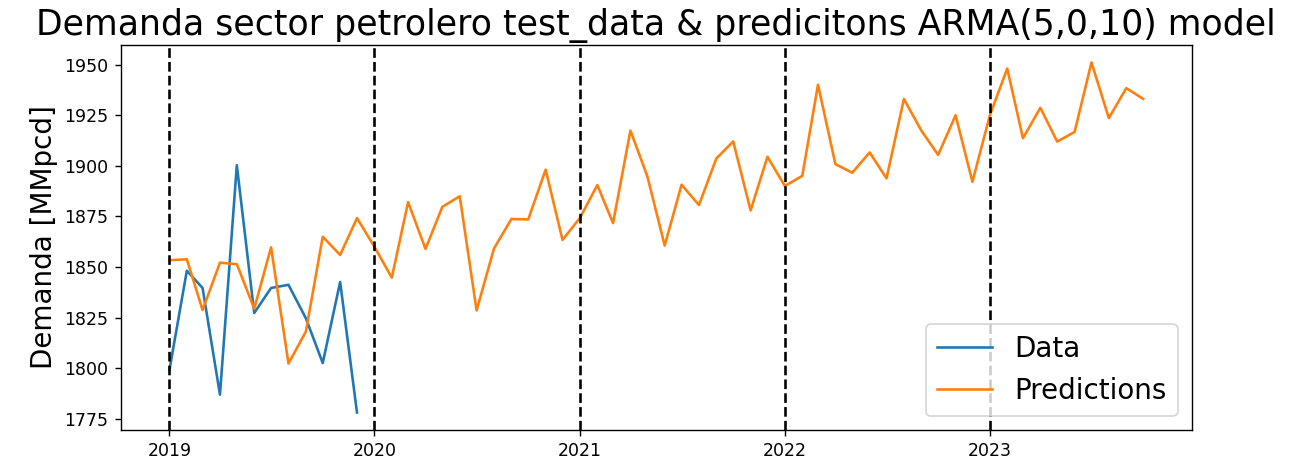 Demanda sector petrolero test_data & predicitons ARMA(5,0,10) model
Demanda [MMpcd]
1950
1925
1900
1875
1850
1825
1800
1775
2019 2020 2021 2022 2023
Data
Predictions